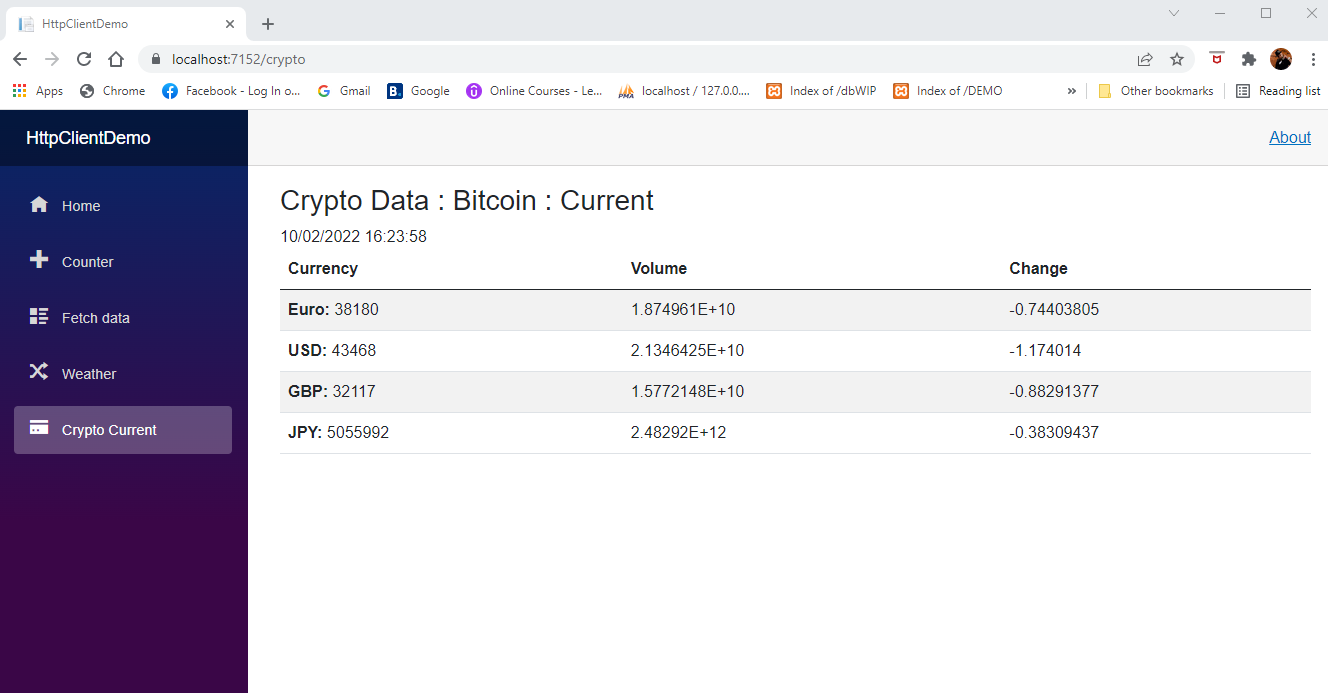 HttpClientDemo
localhost:7152/crypto
Apps Chrome Facebook - Log In o... Gmail Google Online Courses - Le... localhost / 127.0.0.... Index of /dbWIP Index of /DEMO » Other bookmarks Reading list
HttpClientDemo
About
Home
Counter
Fetch data
Weather
Crypto Current
Crypto Data : Bitcoin : Current
10/02/2022 16:23:58
Currency Volume Change
Euro: 38180 1.874961E+10 -0.74403805
USD: 43468 2.1346425E+10 -1.174014
GBP: 32117 1.5772148E+10 -0.88291377
JPY: 5055992 2.48292E+12 -0.38309437